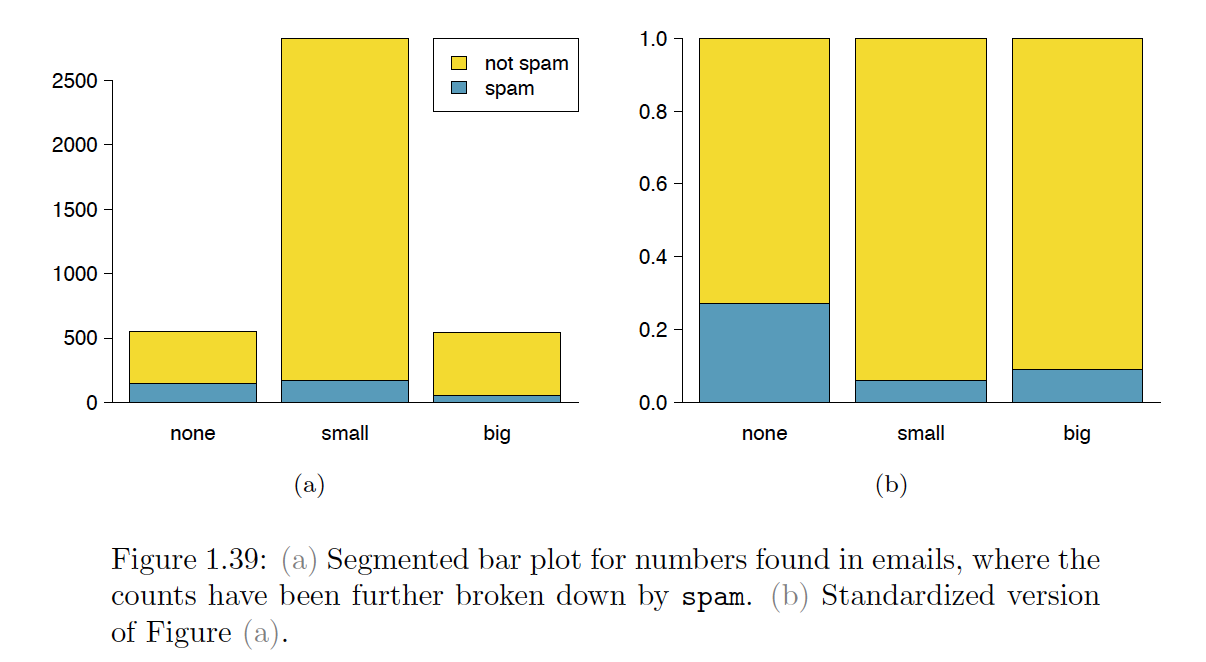 2500
2000
1500
1000
500
0
none
small
big
not spam
spam
(a)
1.0
0.8
0.6
0.4
0.2
0.0
none
small
big
(b)
Figure 1.39: (a) Segmented bar plot for numbers found in emails, where the
counts have been further broken down by spam. (b) Standardized version
of Figure (a).